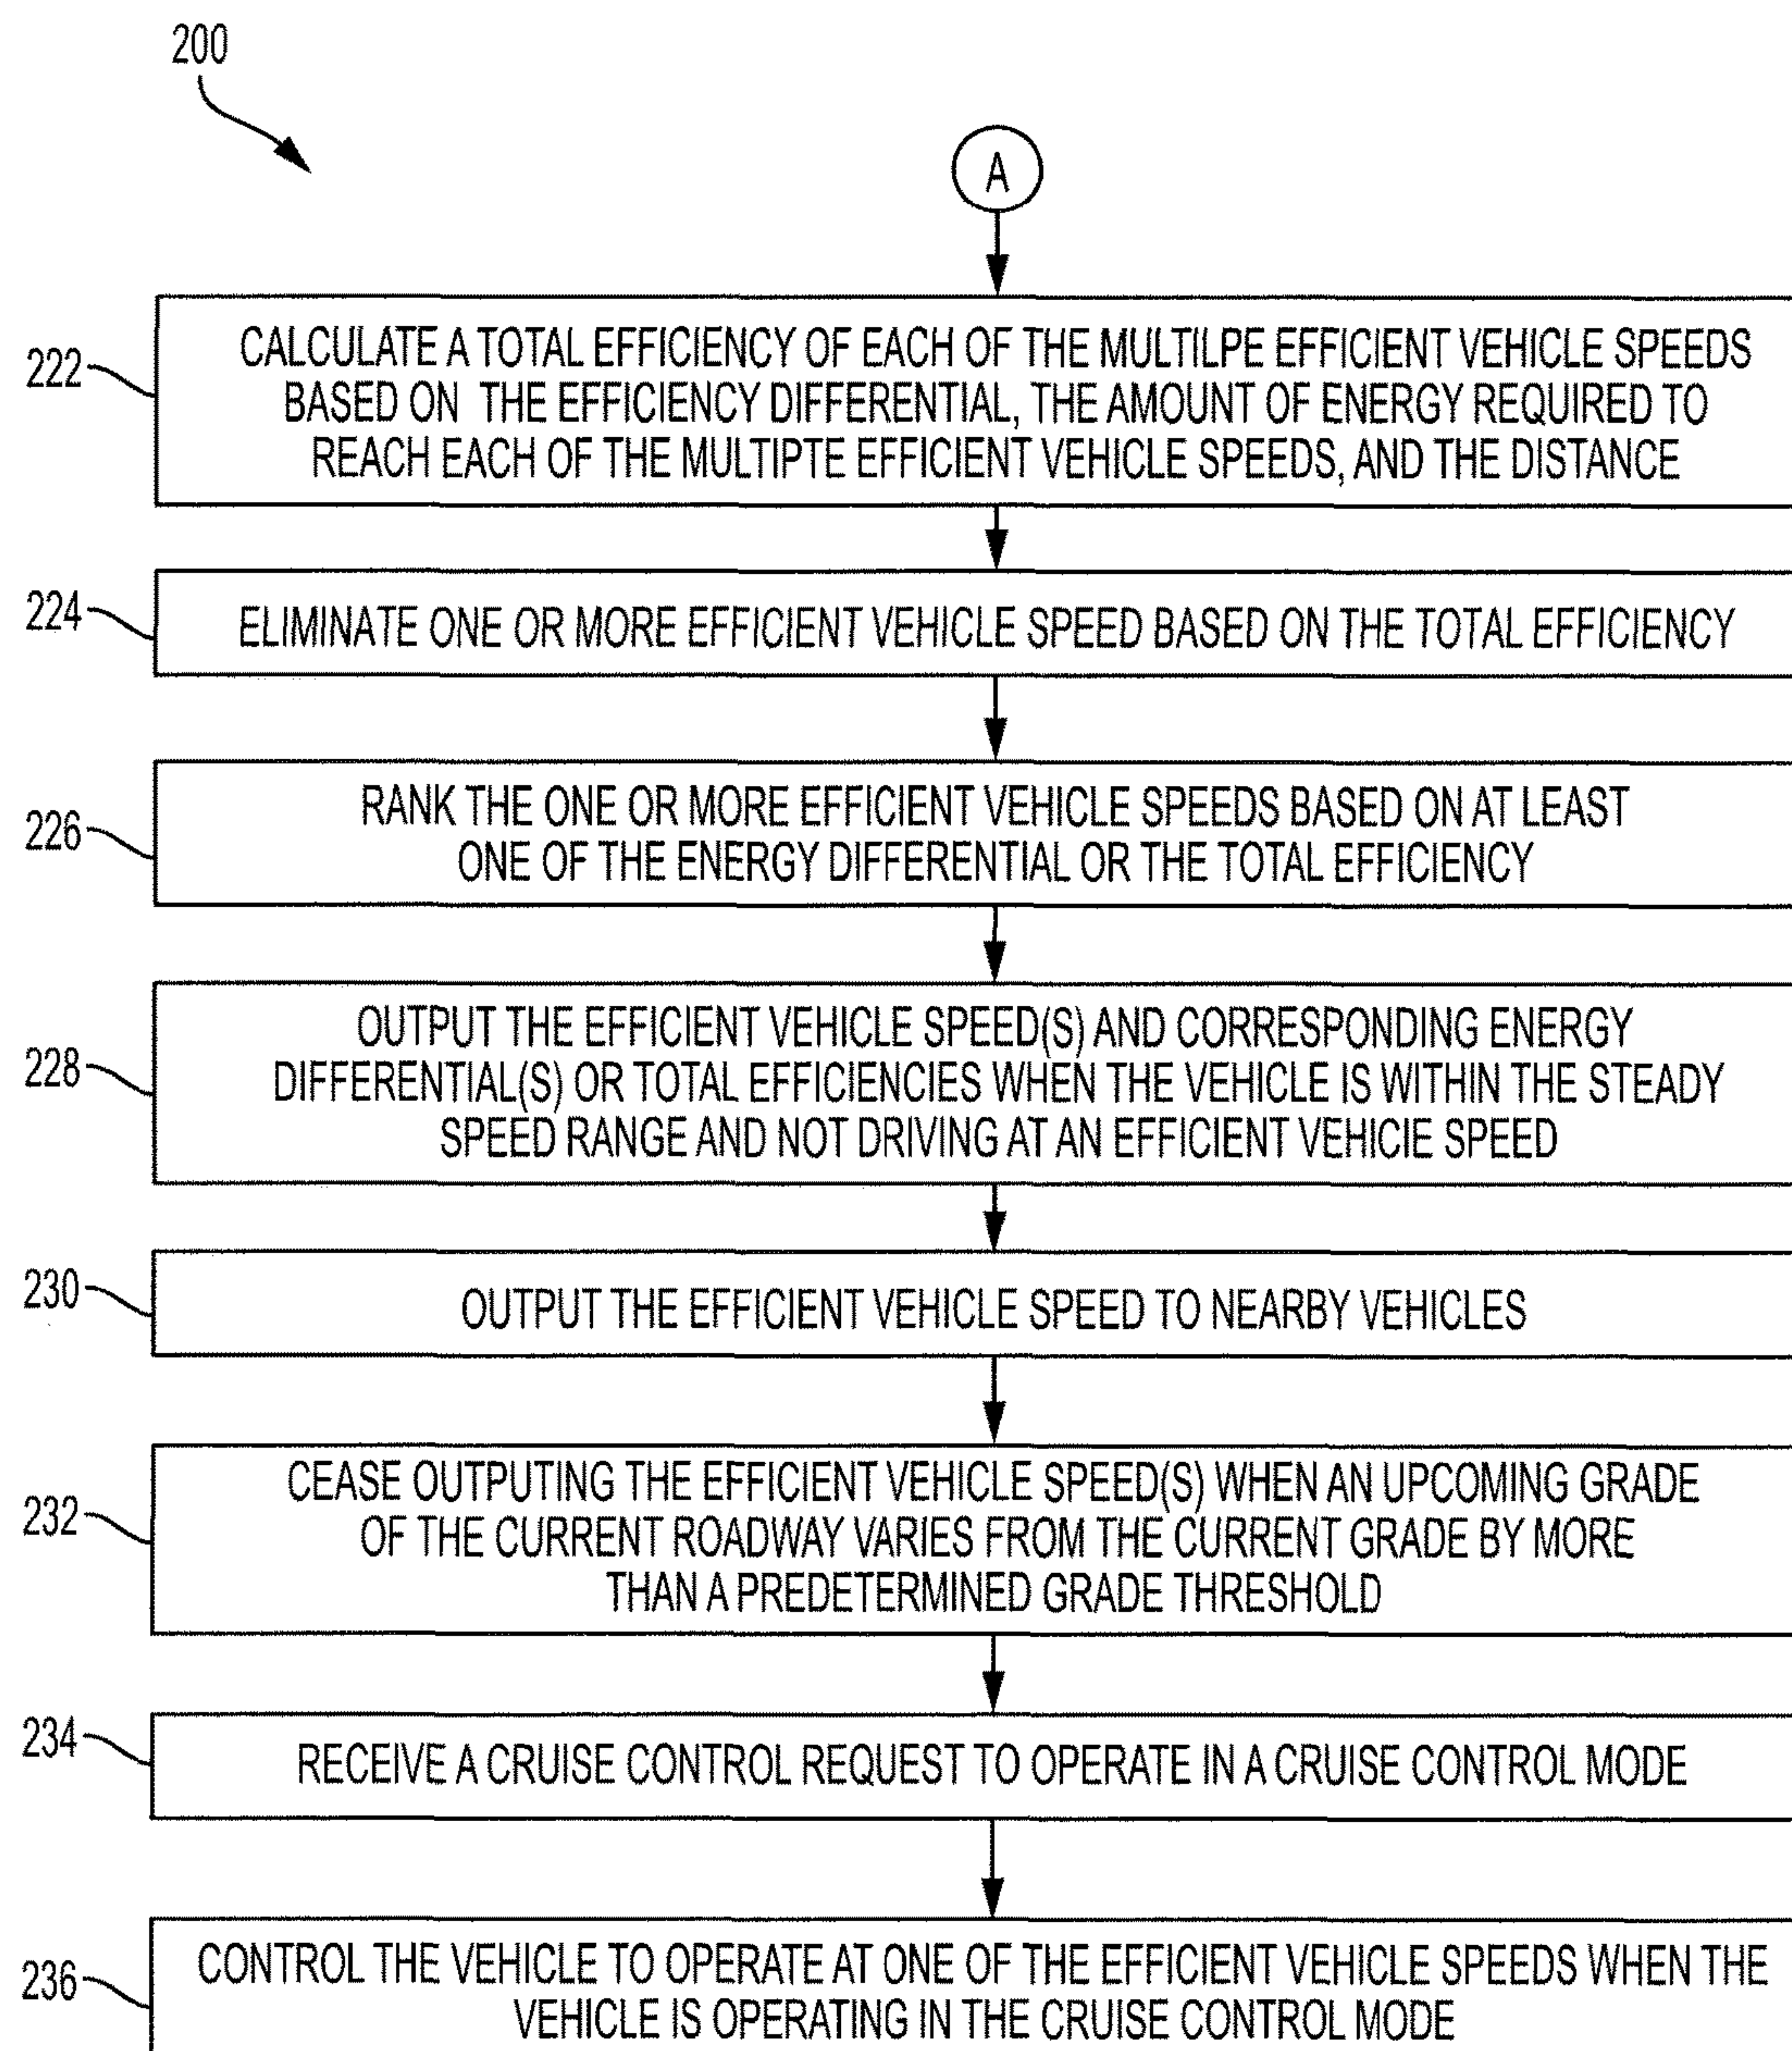 200
A
222
CALCULATE A TOTAL EFFICIENCY OF EACH OF THE MULTILPE EFFICIENT VEHICLE SPEEDS
BASED ON THE EFFICIENCY DIFFERENTIAL, THE AMOUNT OF ENERGY REQUIRED TO
REACH EACH OF THE MULTIPTE EFFICIENT VEHICLE SPEEDS, AND THE DISTANCE
224
ELIMINATE ONE OR MORE EFFICIENT VEHICLE SPEED BASED ON THE TOTAL EFFICIENCY
226
RANK THE ONE OR MORE EFFICIENT VEHICLE SPEEDS BASED ON AT LEAST
ONE OF THE ENERGY DIFFERENTIAL OR THE TOTAL EFFICIENCY
228
OUTPUT THE EFFICIENT VEHICLE SPEED(S) AND CORRESPONDING ENERGY
DIFFERENTIAL(S) OR TOTAL EFFICIENCIES WHEN THE VEHICLE IS WITHIN THE STEADY
SPEED RANGE AND NOT DRIVING AT AN EFFICIENT VEHICIE SPEED
230
OUTPUT THE EFFICIENT VEHICLE SPEED TO NEARBY VEHICLES
232
CEASE OUTPUTING THE EFFICIENT VEHICLE SPEED(S) WHEN AN UPCOMING GRADE
OF THE CURRENT ROADWAY VARIES FROM THE CURRENT GRADE BY MORE
THAN A PREDETERMINED GRADE THRESHOLD
234
RECEIVE A CRUISE CONTROL REQUEST TO OPERATE IN A CRUISE CONTROL MODE
236
CONTROL THE VEHICLE TO OPERATE AT ONE OF THE EFFICIENT VEHICLE SPEEDS WHEN THE
VEHICLE IS OPERATING IN THE CRUISE CONTROL MODE